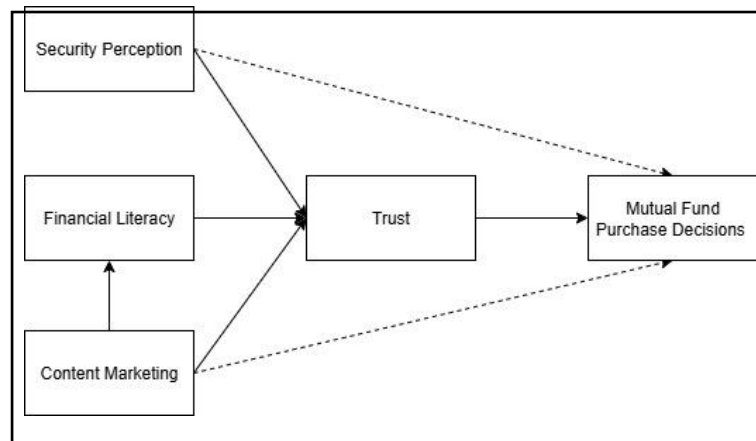 Security Perception
Financial Literacy
Trust
Mutual Fund
Purchase Decisions
Content Marketing